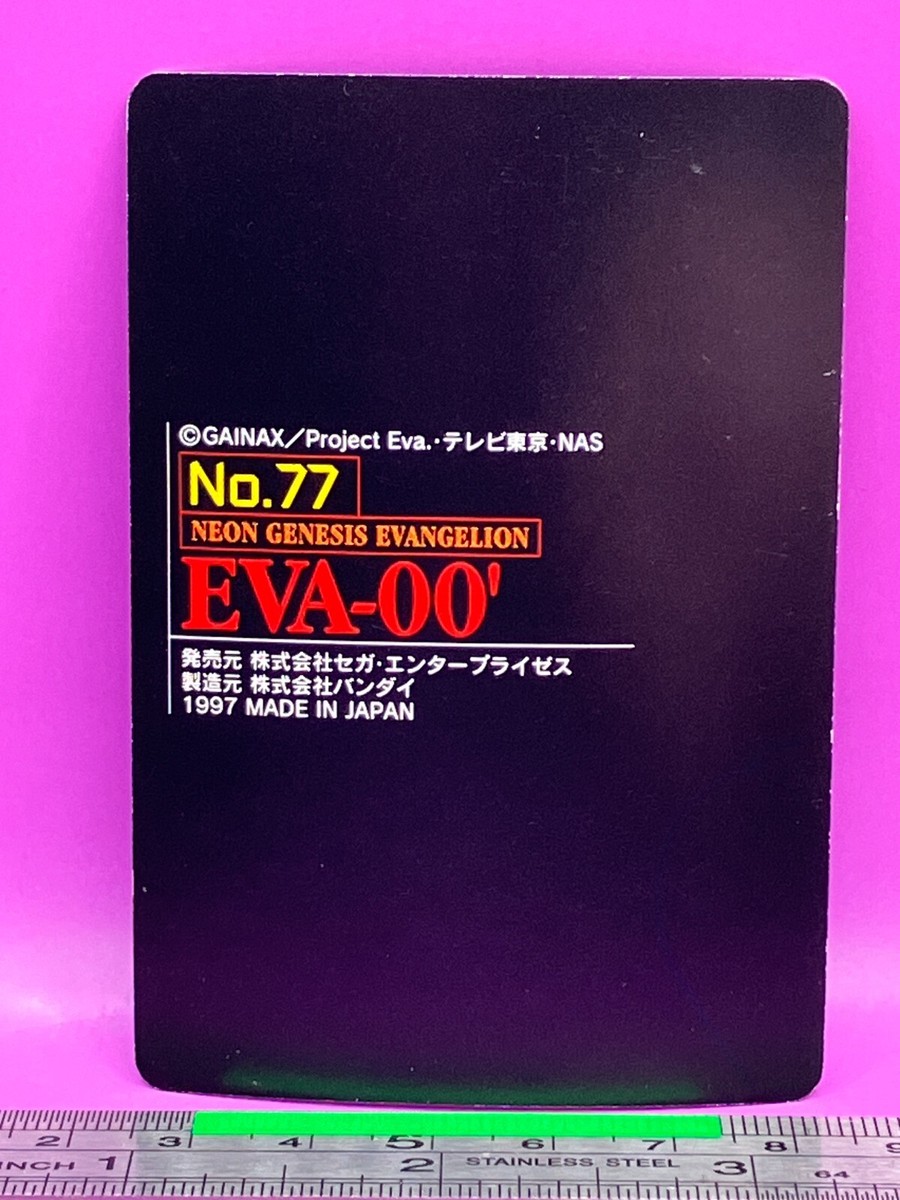 ©GAINAX／Project Eva.・テレビ東京・NAS
No.77
NEON GENESIS EVANGELION
EVA-00'
発売元 株式会社セガ・エンタープライゼス
製造元 株式会社バンダイ
1997 MADE IN JAPAN
2 3 4 5 6 7 8 9
INCH 1 2 STAINLESS STEEL 3 64